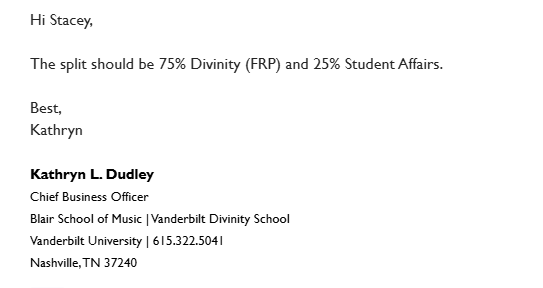 Hi Stacey,
The split should be 75% Divinity (FRP) and 25% Student Affairs.
Best,
Kathryn
Kathryn L. Dudley
Chief Business Officer
Blair School of Music | Vanderbilt Divinity School
Vanderbilt University | 615.322.5041
Nashville, TN 37240